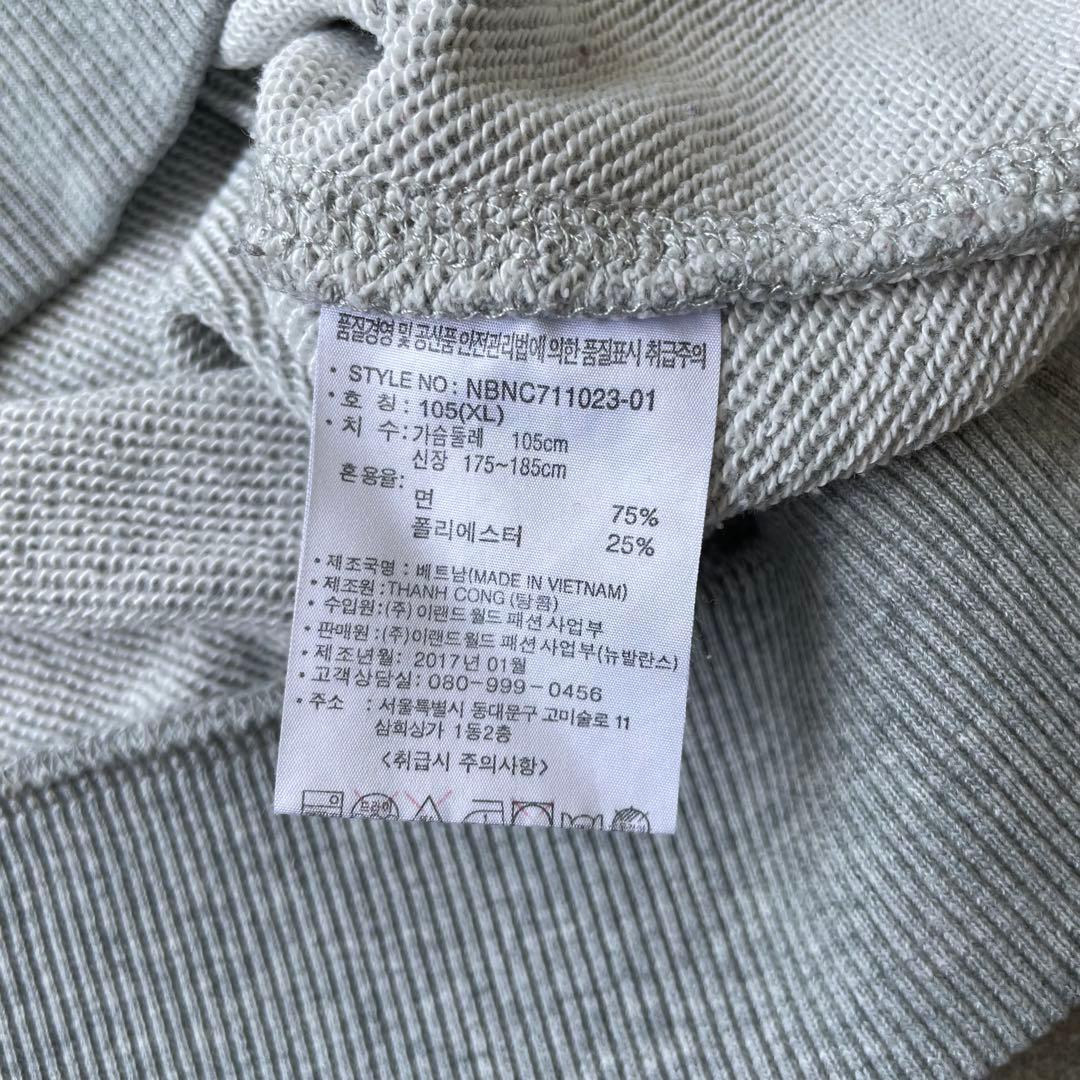 품질경영 및 공산품 안전관리법에 의한 품질표시 취급주의
• STYLE NO : NBNC711023-01
• 호 칭 : 105(XL)
• 치 수 : 가슴둘레 105cm
신장 175~185cm
혼용율:
면 75%
폴리에스터 25%
• 제조국명 : 베트남(MADE IN VIETNAM)
• 제조원 : THANH CONG (탕콤)
• 수입원 : (주) 이랜드월드 패션 사업부
• 판매원 : (주)이랜드월드 패션 사업부(뉴발란스)
• 제조년월: 2017년 01월
• 고객상담실: 080-999-0456
• 주소 : 서울특별시 동대문구 고미술로 11
삼희상가 1동2층
<취급시 주의사항>
드라이